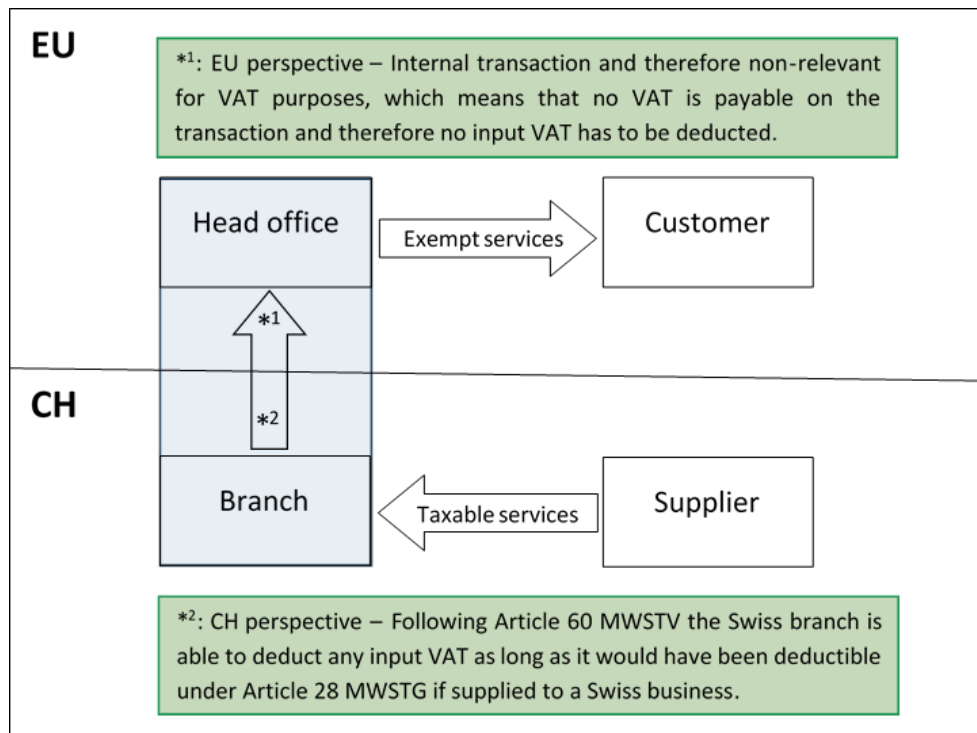 EU
*1: EU perspective – Internal transaction and therefore non-relevant
for VAT purposes, which means that no VAT is payable on the
transaction and therefore no input VAT has to be deducted.
Head office
Exempt services
Customer
*1
CH
*2
Branch
Taxable services
Supplier
*2: CH perspective – Following Article 60 MWSTV the Swiss branch is
able to deduct any input VAT as long as it would have been deductible
under Article 28 MWSTG if supplied to a Swiss business.